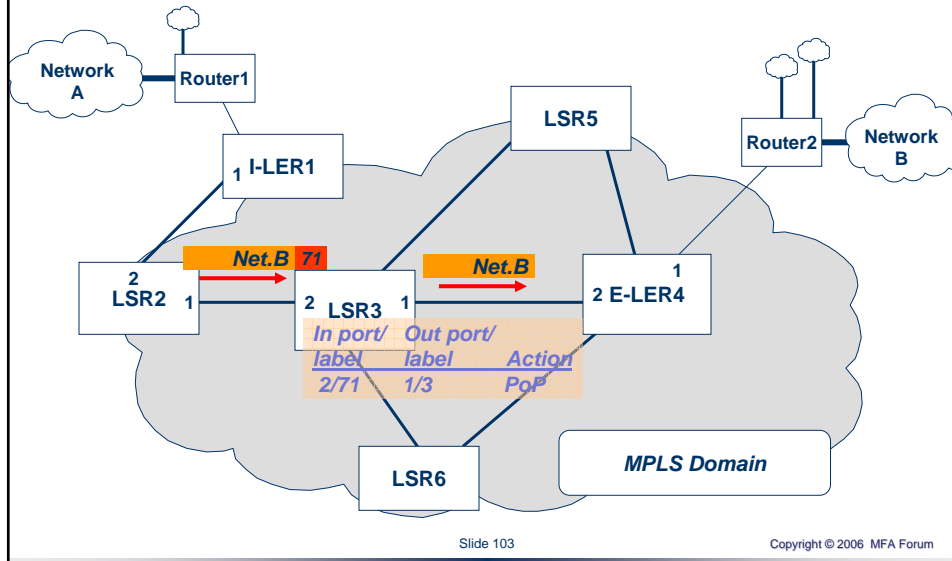 Network
A
Router1
LSR5
Router2
Network
B
1
I-LER1
Net.B 71
Net.B
2
LSR2
1
2
LSR3
1
1
2
E-LER4
In port/ Out port/
label label Action
2/71 1/3 PoP
LSR6
MPLS Domain
Slide 103
Copyright © 2006 MFA Forum